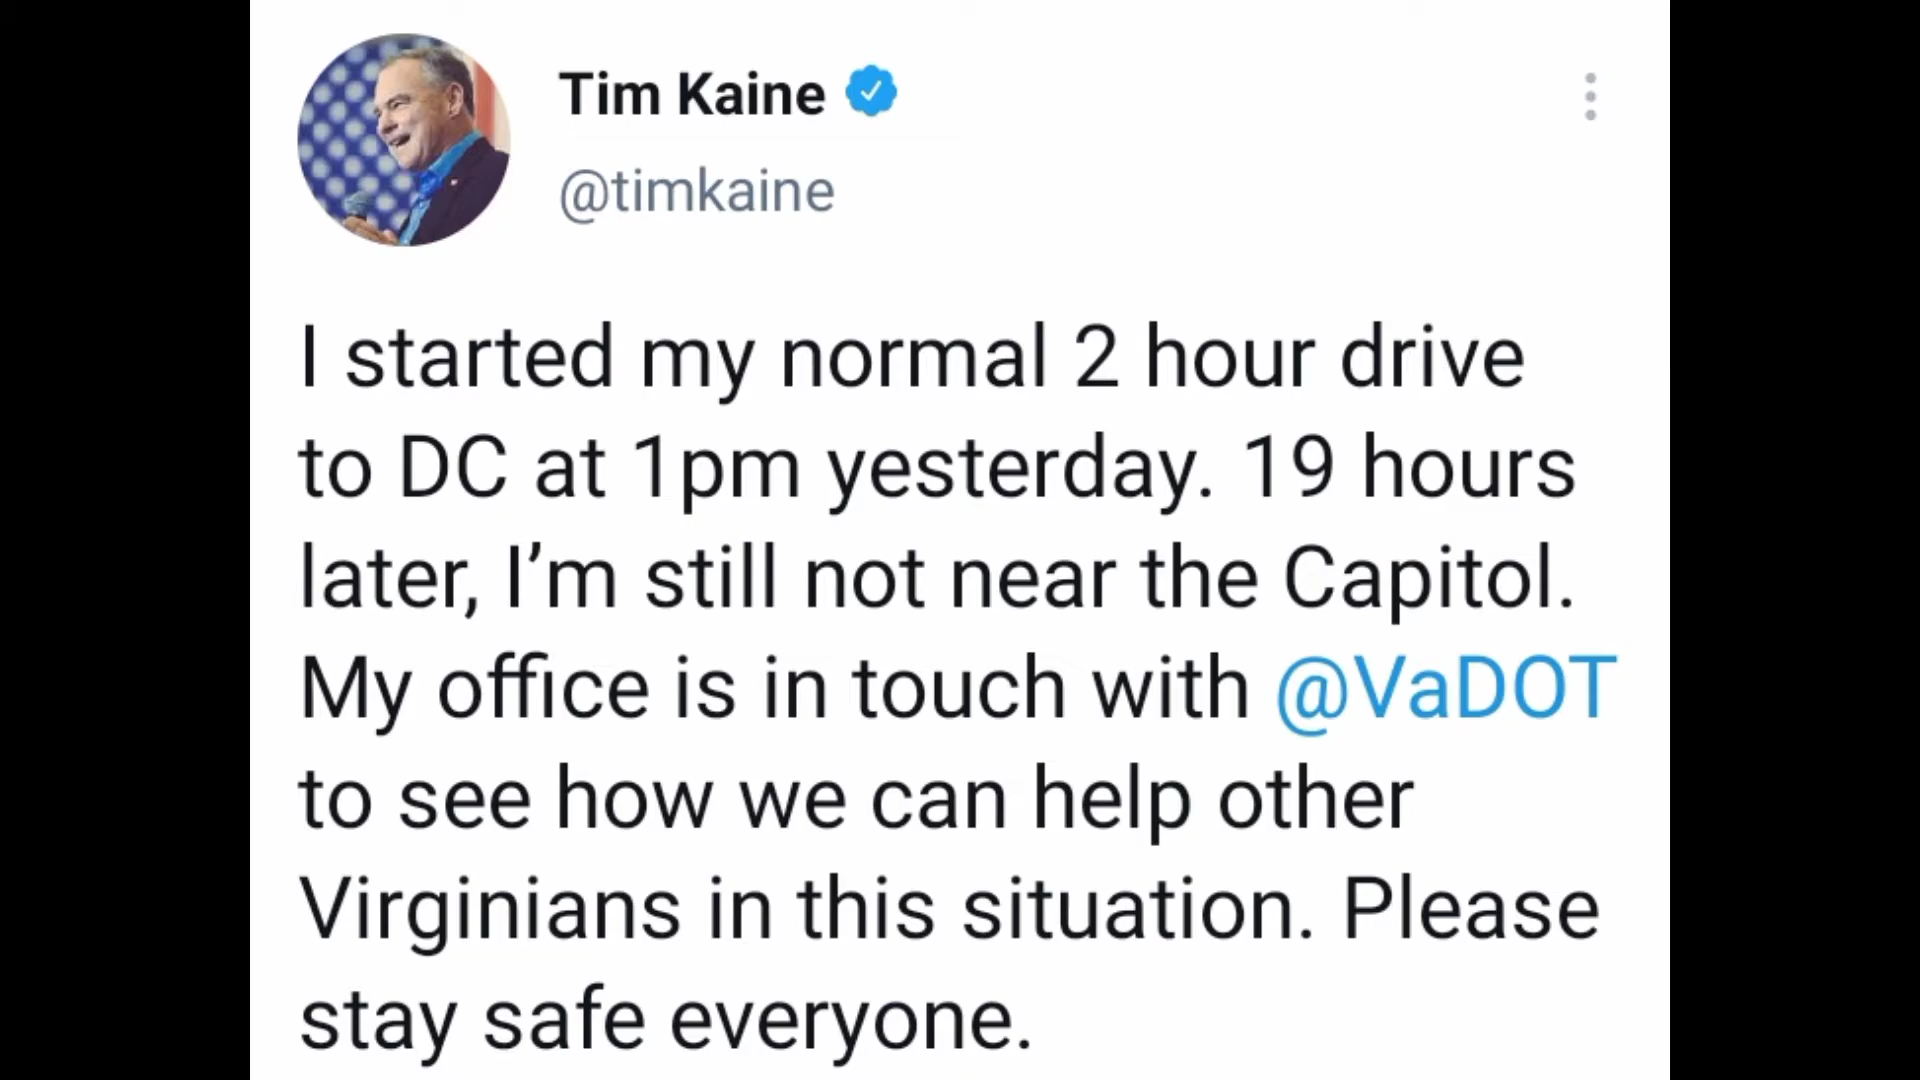 Tim Kaine
@timkaine
I started my normal 2 hour drive
to DC at 1pm yesterday. 19 hours
later, I’m still not near the Capitol.
My office is in touch with @VaDOT
to see how we can help other
Virginians in this situation. Please
stay safe everyone.